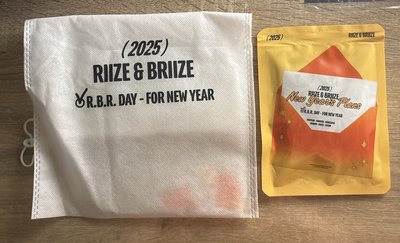 (2025)
RIIZE & BRIIZE
R.B.R. DAY - FOR NEW YEAR
(2025)
RIIZE & BRIIZE
(2025)
RIIZE & BRIIZE
New Year's Plans
R.B.R. DAY - FOR NEW YEAR